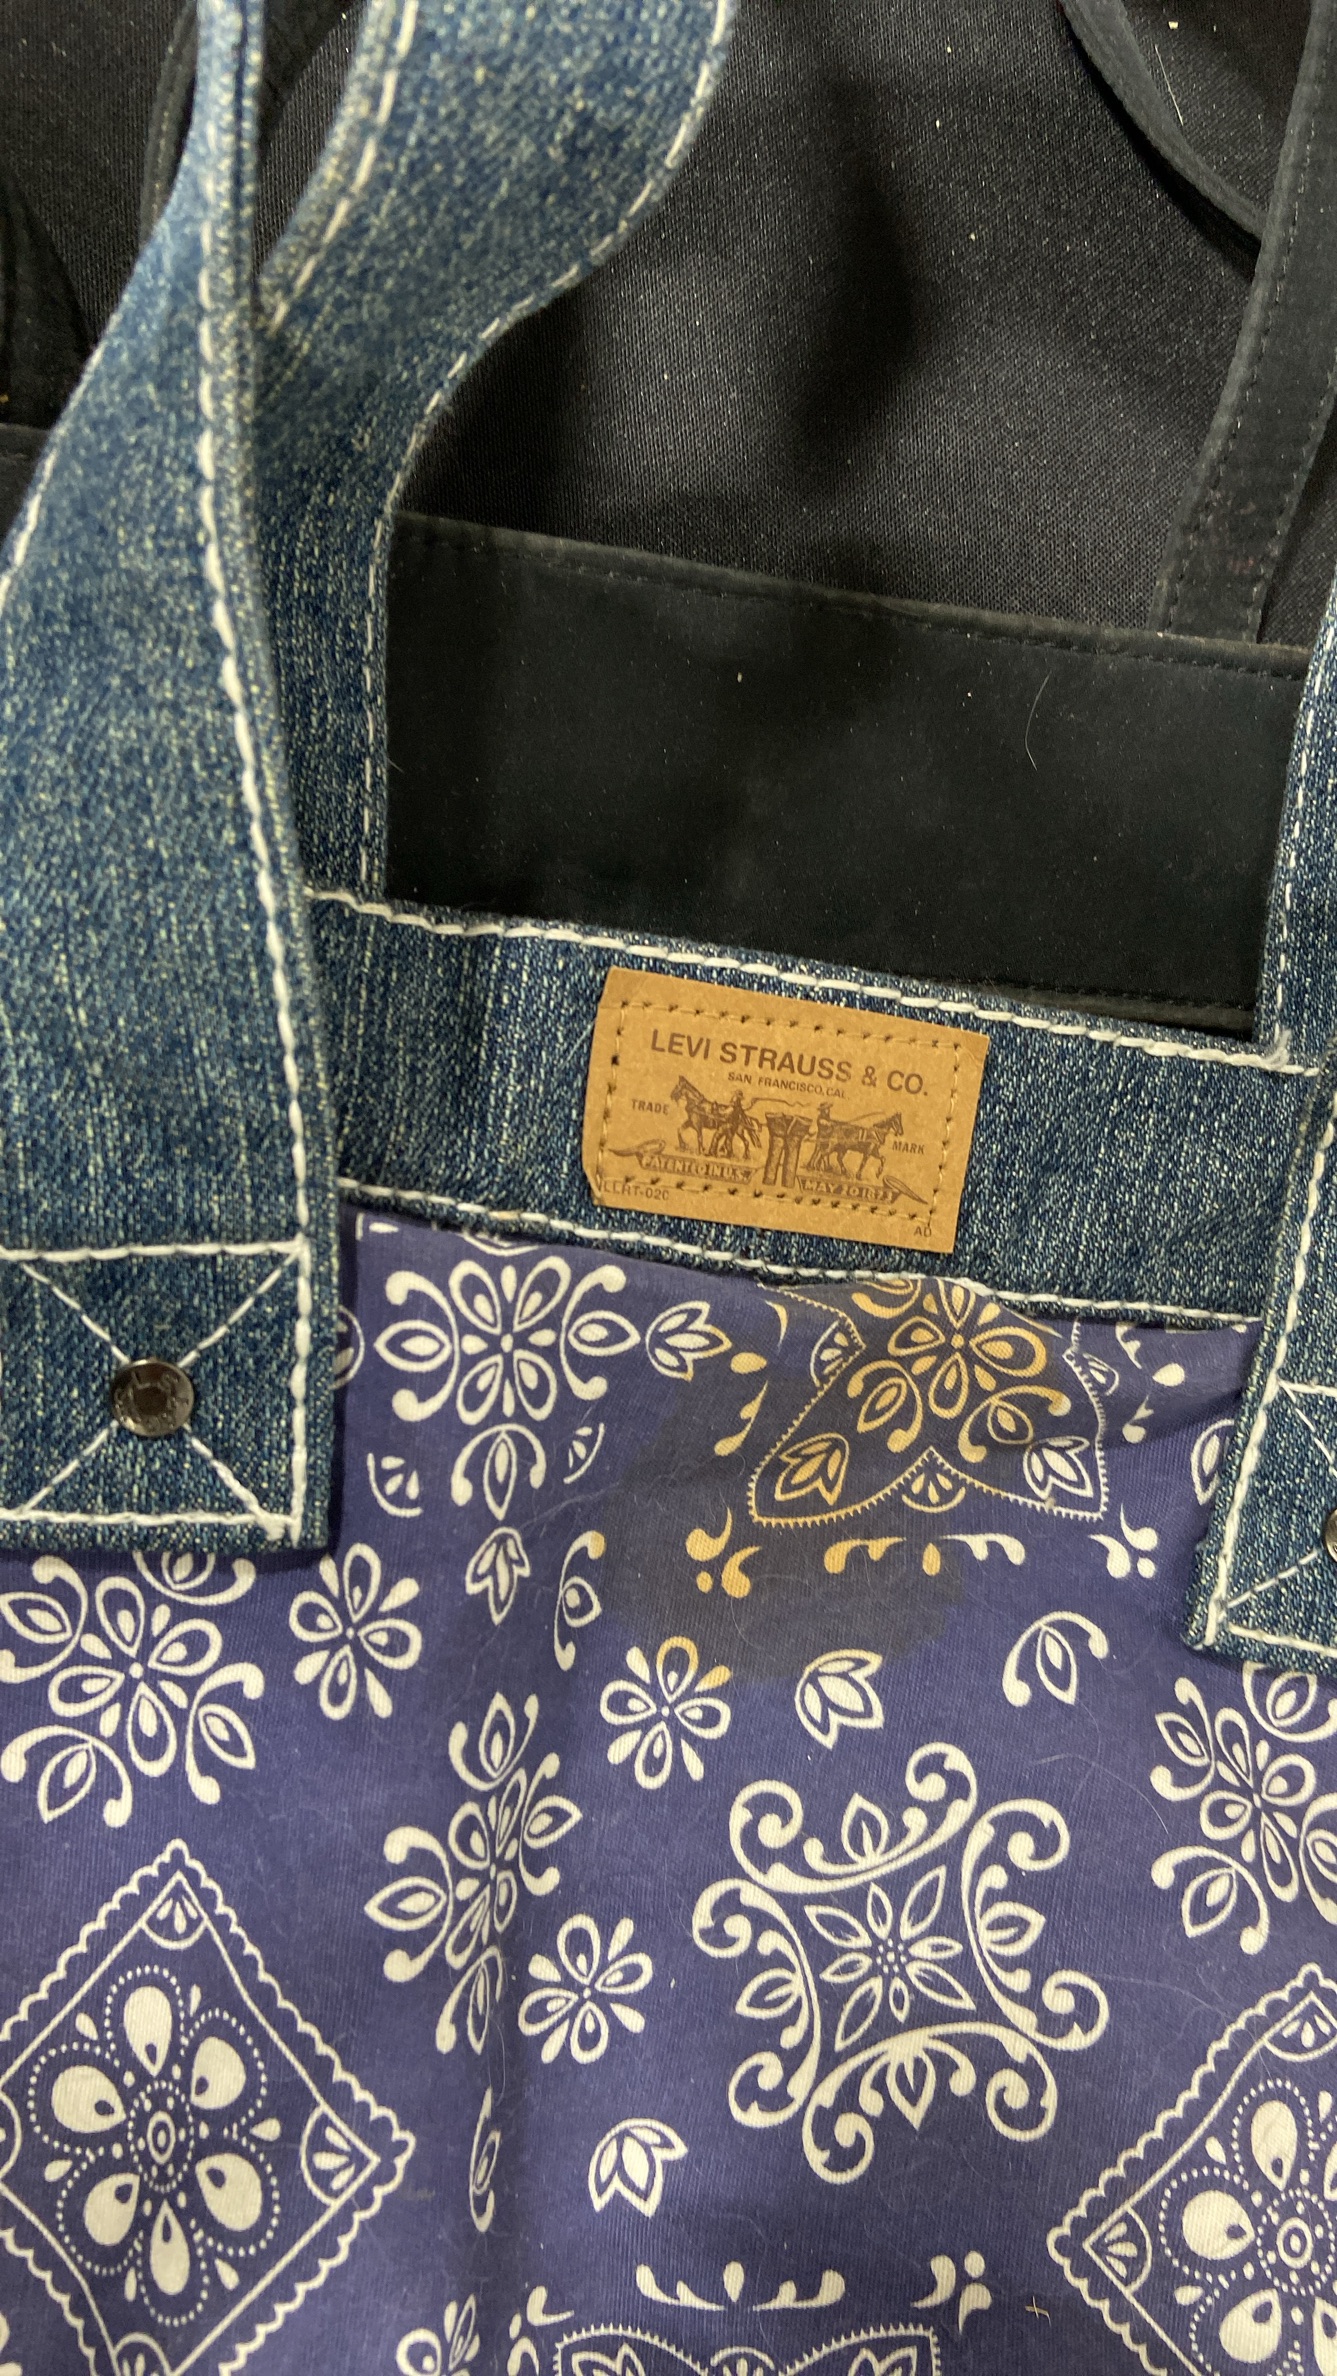 LEVI STRAUSS & CO.
SAN FRANCISCO, CAL
TRADE MARK
PATENTED IN U.S. MAY 20 1873
AD